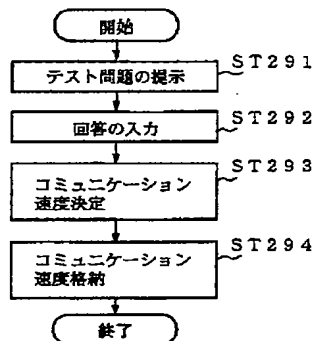 開始
テスト問題の提示
ST291
回答の入力
ST292
コミュニケーション
速度決定
ST293
コミュニケーション
速度格納
ST294
終了